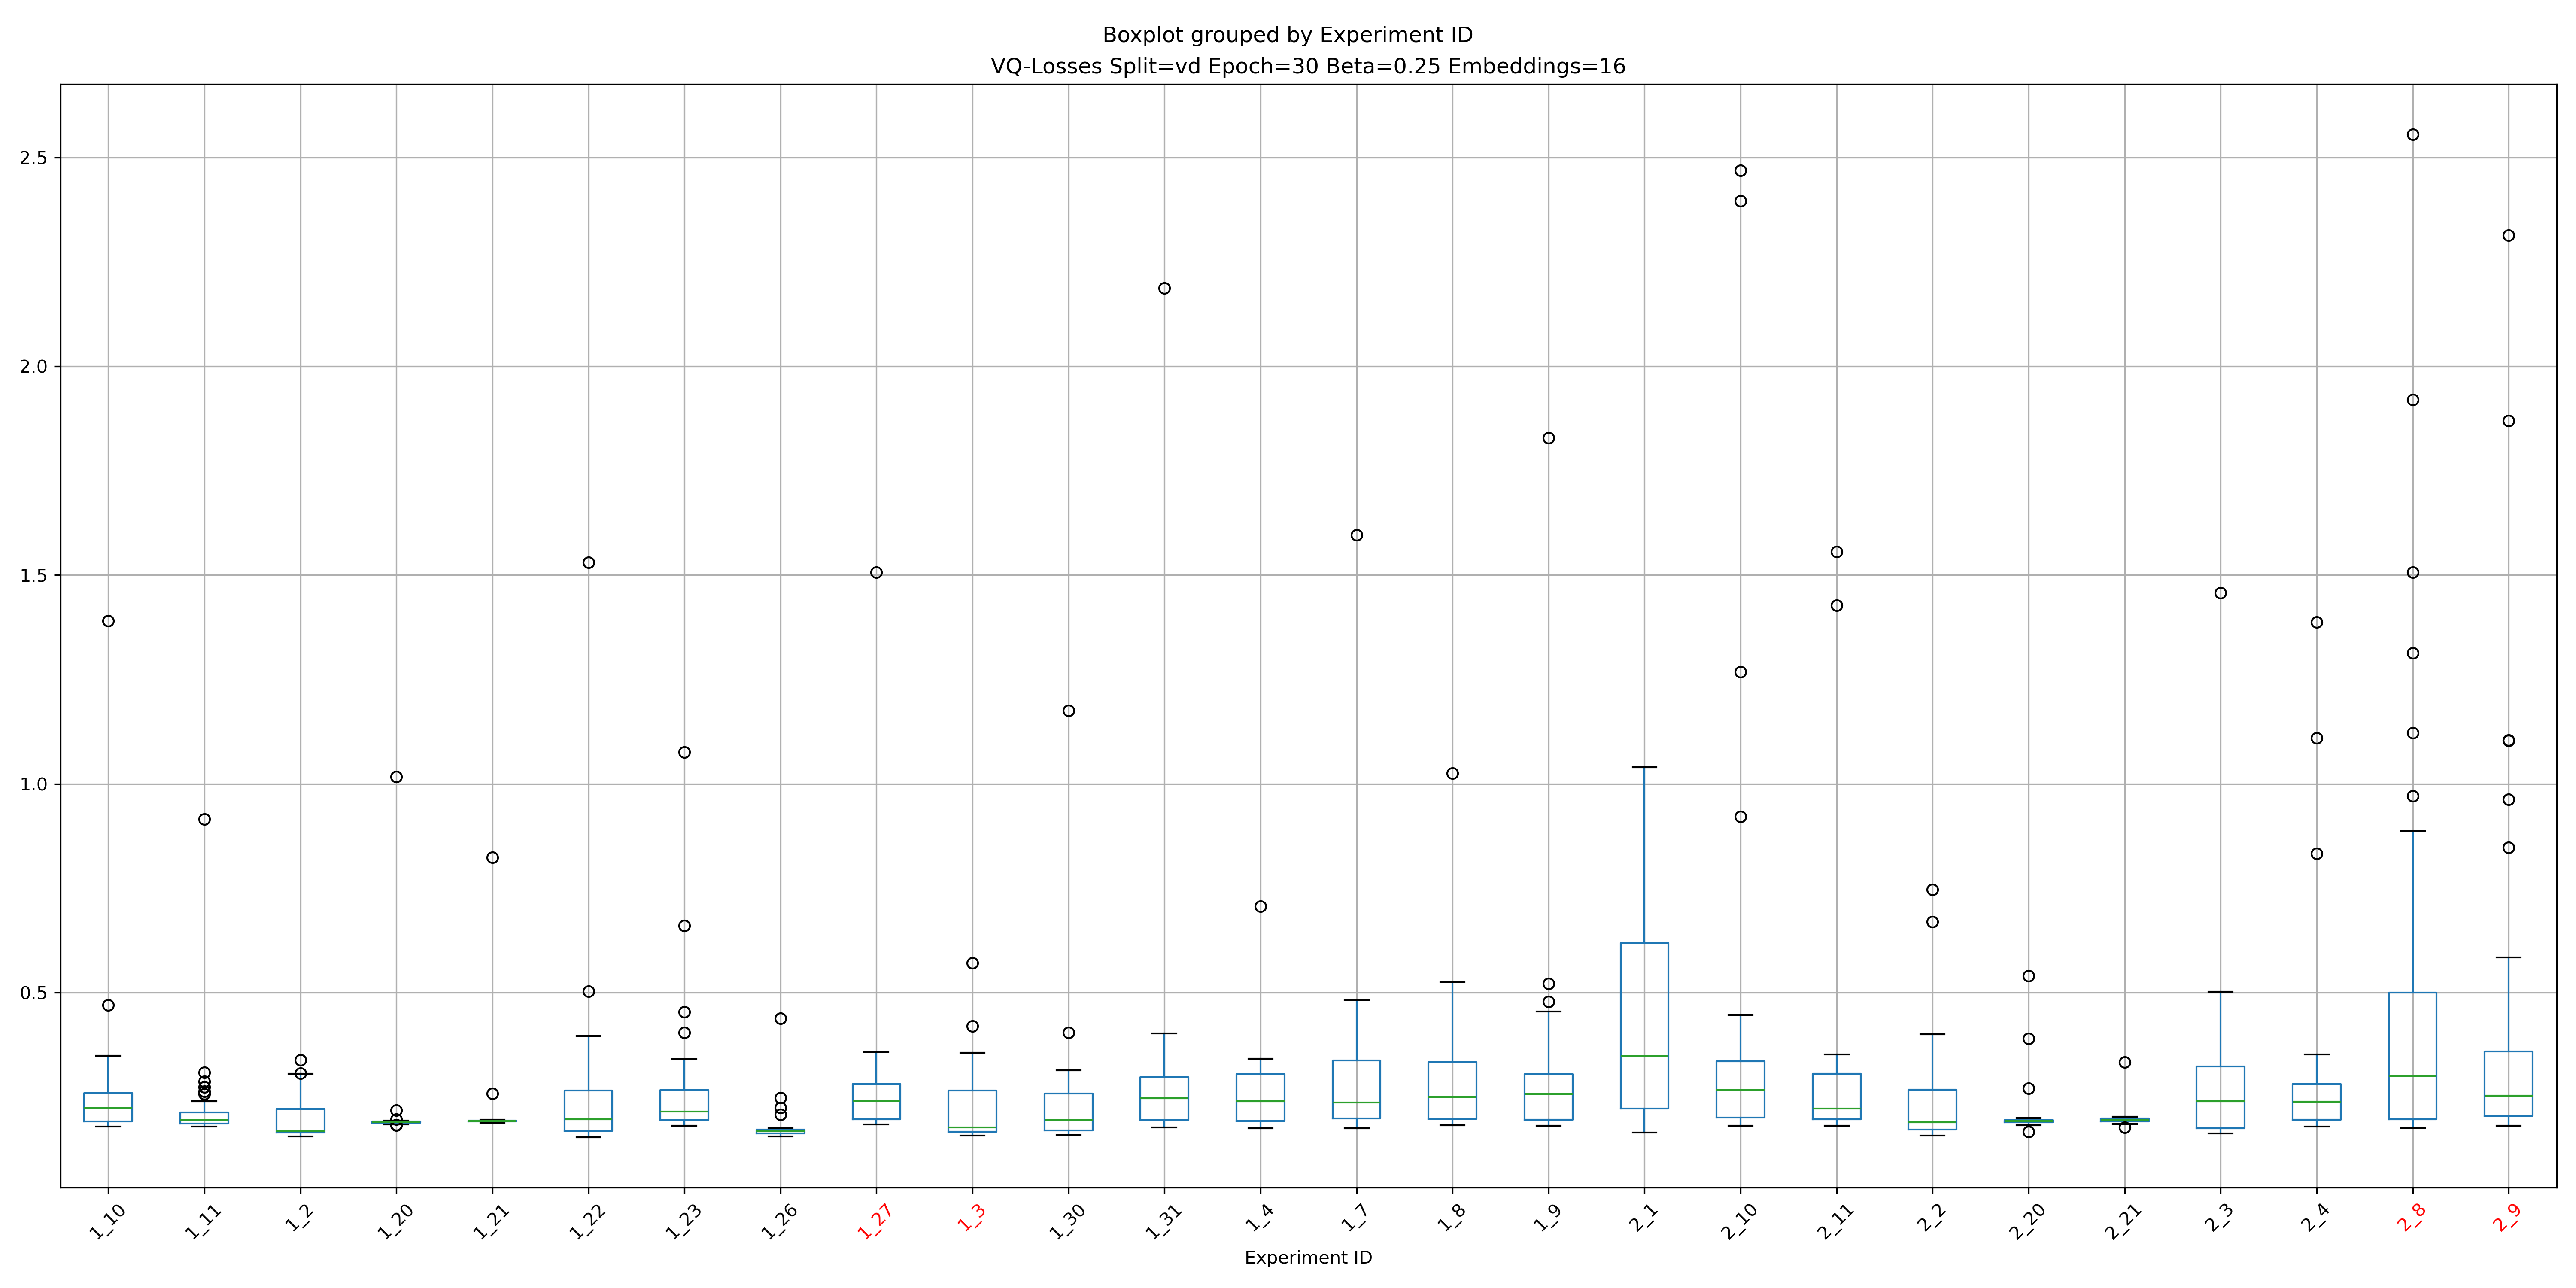 Boxplot grouped by Experiment ID
VQ-Losses Split=vd Epoch=30 Beta=0.25 Embeddings=16
2.5
2.0
1.5
1.0
0.5
1_10 1_11 1_2 1_20 1_21 1_22 1_23 1_26 1_27 1_3 1_30 1_31 1_4 1_7 1_8 1_9 2_1 2_10 2_11 2_2 2_20 2_21 2_3 2_4 2_8 2_9
Experiment ID